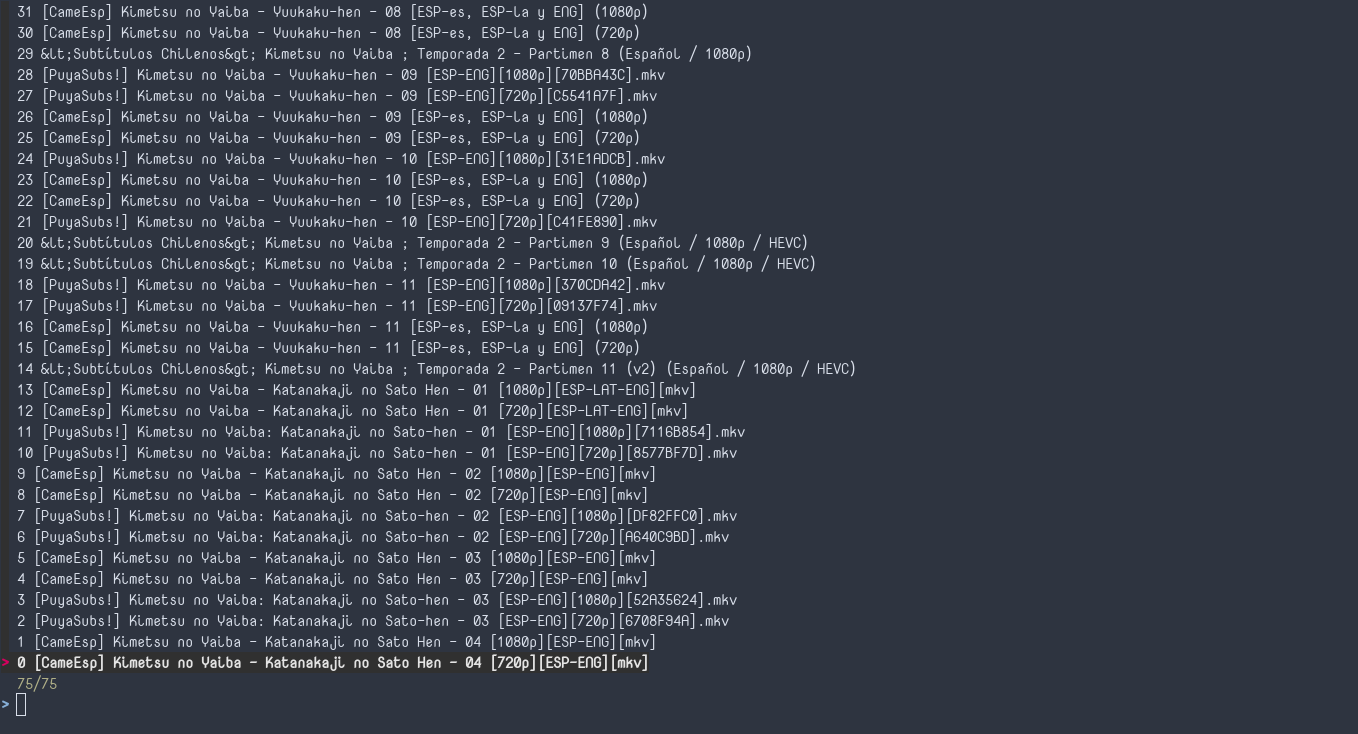 31 [CameEsp] Kimetsu no Yaiba - Yuukaku-hen - 08 [ESP-es, ESP-la y ENG] (1080p)
30 [CameEsp] Kimetsu no Yaiba - Yuukaku-hen - 08 [ESP-es, ESP-la y ENG] (720p)
29 &lt;Subtítulos Chilenos&gt; Kimetsu no Yaiba ; Temporada 2 - Partimen 8 (Español / 1080p)
28 [PuyaSubs!] Kimetsu no Yaiba - Yuukaku-hen - 09 [ESP-ENG][1080p][70BBA43C].mkv
27 [PuyaSubs!] Kimetsu no Yaiba - Yuukaku-hen - 09 [ESP-ENG][720p][C5541A7F].mkv
26 [CameEsp] Kimetsu no Yaiba - Yuukaku-hen - 09 [ESP-es, ESP-la y ENG] (1080p)
25 [CameEsp] Kimetsu no Yaiba - Yuukaku-hen - 09 [ESP-es, ESP-la y ENG] (720p)
24 [PuyaSubs!] Kimetsu no Yaiba - Yuukaku-hen - 10 [ESP-ENG][1080p][31E1ADCB].mkv
23 [CameEsp] Kimetsu no Yaiba - Yuukaku-hen - 10 [ESP-es, ESP-la y ENG] (1080p)
22 [CameEsp] Kimetsu no Yaiba - Yuukaku-hen - 10 [ESP-es, ESP-la y ENG] (720p)
21 [PuyaSubs!] Kimetsu no Yaiba - Yuukaku-hen - 10 [ESP-ENG][720p][C41FE890].mkv
20 &lt;Subtítulos Chilenos&gt; Kimetsu no Yaiba ; Temporada 2 - Partimen 9 (Español / 1080p / HEVC)
19 &lt;Subtítulos Chilenos&gt; Kimetsu no Yaiba ; Temporada 2 - Partimen 10 (Español / 1080p / HEVC)
18 [PuyaSubs!] Kimetsu no Yaiba - Yuukaku-hen - 11 [ESP-ENG][1080p][370CDA42].mkv
17 [PuyaSubs!] Kimetsu no Yaiba - Yuukaku-hen - 11 [ESP-ENG][720p][09137F74].mkv
16 [CameEsp] Kimetsu no Yaiba - Yuukaku-hen - 11 [ESP-es, ESP-la y ENG] (1080p)
15 [CameEsp] Kimetsu no Yaiba - Yuukaku-hen - 11 [ESP-es, ESP-la y ENG] (720p)
14 &lt;Subtítulos Chilenos&gt; Kimetsu no Yaiba ; Temporada 2 - Partimen 11 (v2) (Español / 1080p / HEVC)
13 [CameEsp] Kimetsu no Yaiba - Katanakaji no Sato Hen - 01 [1080p][ESP-LAT-ENG][mkv]
12 [CameEsp] Kimetsu no Yaiba - Katanakaji no Sato Hen - 01 [720p][ESP-LAT-ENG][mkv]
11 [PuyaSubs!] Kimetsu no Yaiba: Katanakaji no Sato-hen - 01 [ESP-ENG][1080p][7116B854].mkv
10 [PuyaSubs!] Kimetsu no Yaiba: Katanakaji no Sato-hen - 01 [ESP-ENG][720p][8577BF7D].mkv
9 [CameEsp] Kimetsu no Yaiba - Katanakaji no Sato Hen - 02 [1080p][ESP-ENG][mkv]
8 [CameEsp] Kimetsu no Yaiba - Katanakaji no Sato Hen - 02 [720p][ESP-ENG][mkv]
7 [PuyaSubs!] Kimetsu no Yaiba: Katanakaji no Sato-hen - 02 [ESP-ENG][1080p][DF82FFC0].mkv
6 [PuyaSubs!] Kimetsu no Yaiba: Katanakaji no Sato-hen - 02 [ESP-ENG][720p][A640C9BD].mkv
5 [CameEsp] Kimetsu no Yaiba - Katanakaji no Sato Hen - 03 [1080p][ESP-ENG][mkv]
4 [CameEsp] Kimetsu no Yaiba - Katanakaji no Sato Hen - 03 [720p][ESP-ENG][mkv]
3 [PuyaSubs!] Kimetsu no Yaiba: Katanakaji no Sato-hen - 03 [ESP-ENG][1080p][52A35624].mkv
2 [PuyaSubs!] Kimetsu no Yaiba: Katanakaji no Sato-hen - 03 [ESP-ENG][720p][6708F94A].mkv
1 [CameEsp] Kimetsu no Yaiba - Katanakaji no Sato Hen - 04 [1080p][ESP-ENG][mkv]
> 0 [CameEsp] Kimetsu no Yaiba - Katanakaji no Sato Hen - 04 [720p][ESP-ENG][mkv]
75/75
>